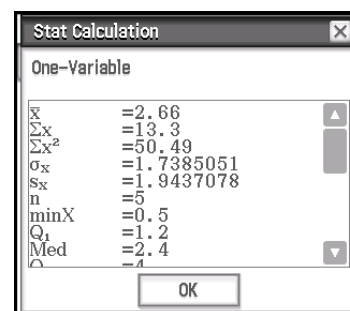 Stat Calculation
One-Variable
x̄ =2.66
Σx =13.3
Σx² =50.49
σx =1.7385051
sx =1.9437078
n =5
minX =0.5
Q₁ =1.2
Med =2.4
OK